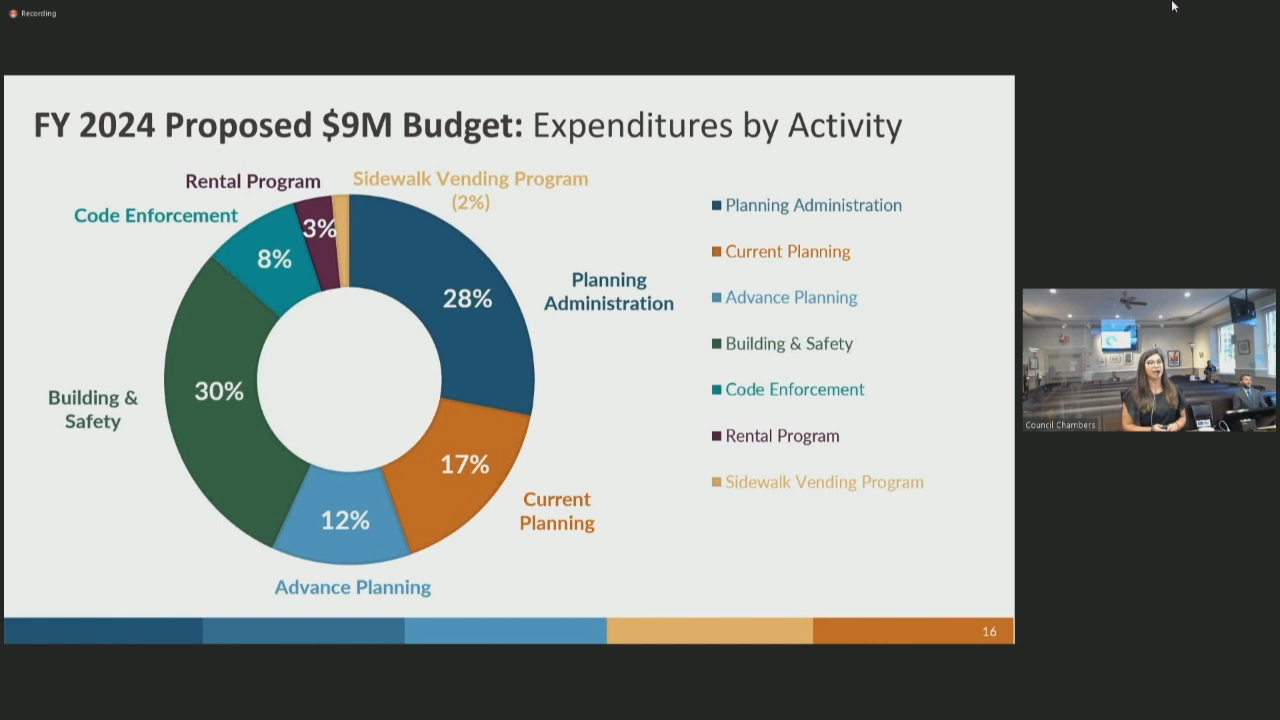 Recording
FY 2024 Proposed $9M Budget: Expenditures by Activity
Rental Program
Sidewalk Vending Program
(2%)
Code Enforcement
3%
8%
28%
Planning
Administration
30%
Building &
Safety
17%
Current
Planning
12%
Advance Planning
Planning Administration
Current Planning
Advance Planning
Building & Safety
Code Enforcement
Rental Program
Sidewalk Vending Program
16
Council Chambers